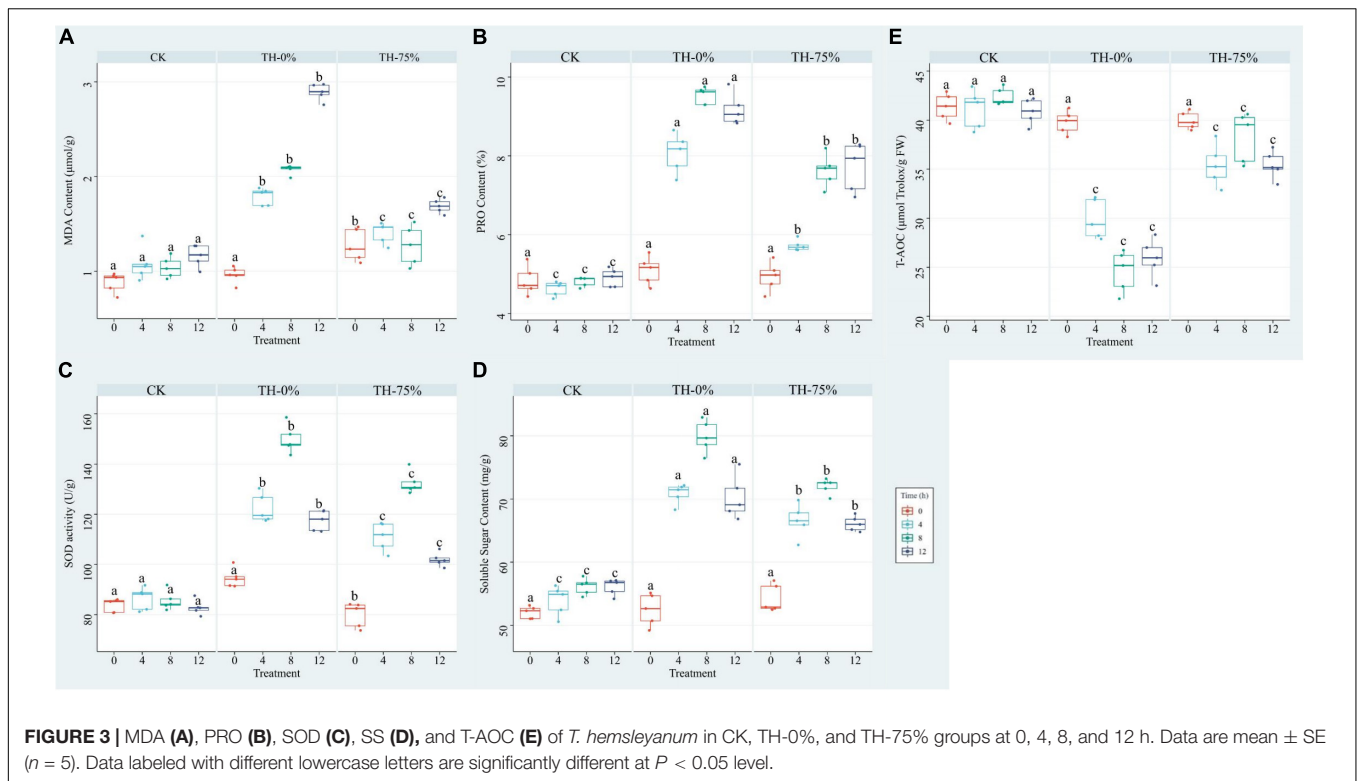 A
CK TH-0% TH-75%
MDA Content (μmol/g)
3
2
1
a a a a
a b b b
b c c c
0 4 8 12 0 4 8 12 0 4 8 12
Treatment
B
CK TH-0% TH-75%
PRO Content (%)
10
8
6
4
a c c c
a a a a
a b b b
0 4 8 12 0 4 8 12 0 4 8 12
Treatment
E
CK TH-0% TH-75%
T-AOC (μmol Trolox/g FW)
45
40
35
30
25
20
a a a a
a c c c
a c c c
0 4 8 12 0 4 8 12 0 4 8 12
Treatment
C
CK TH-0% TH-75%
SOD activity (U/g)
160
140
120
100
80
a a a a
a b b b
b c c c
0 4 8 12 0 4 8 12 0 4 8 12
Treatment
D
CK TH-0% TH-75%
Soluble Sugar Content (mg/g)
80
70
60
50
a c c c
a a a a
a b b b
0 4 8 12 0 4 8 12 0 4 8 12
Treatment
Time (h)
0
4
8
12
FIGURE 3 | MDA (A), PRO (B), SOD (C), SS (D), and T-AOC (E) of T. hemsleyanum in CK, TH-0%, and TH-75% groups at 0, 4, 8, and 12 h. Data are mean ± SE
(n = 5). Data labeled with different lowercase letters are significantly different at P < 0.05 level.